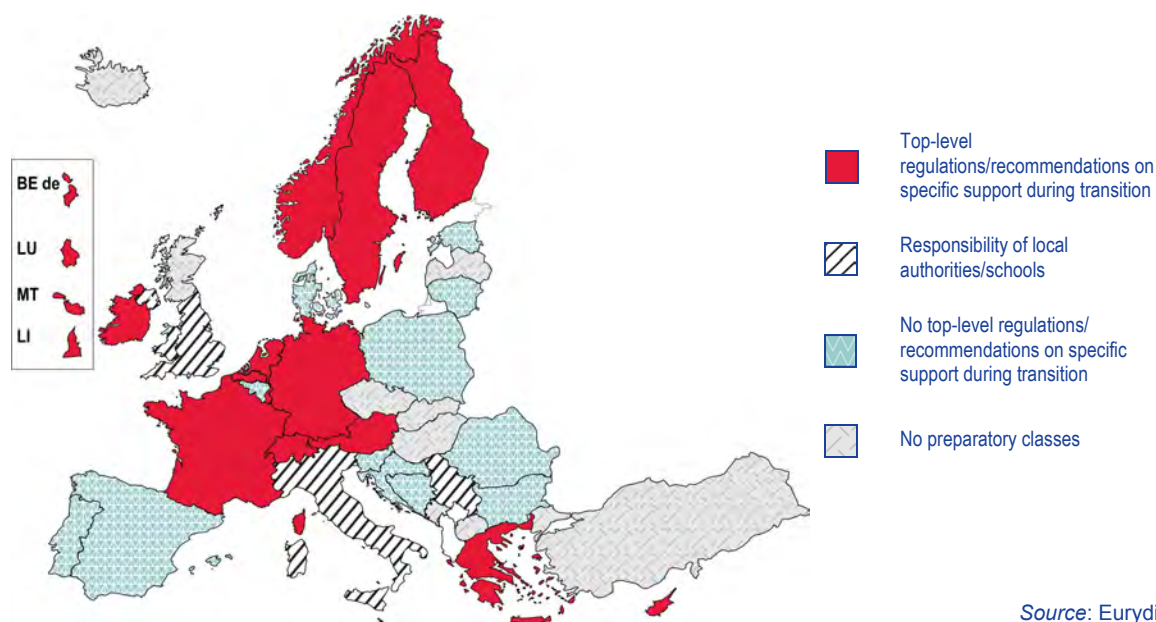 BE de
LU
MT
LI
Top-level
regulations/recommendations on
specific support during transition
Responsibility of local
authorities/schools
No top-level regulations/
recommendations on specific
support during transition
No preparatory classes
Source: Eurydi